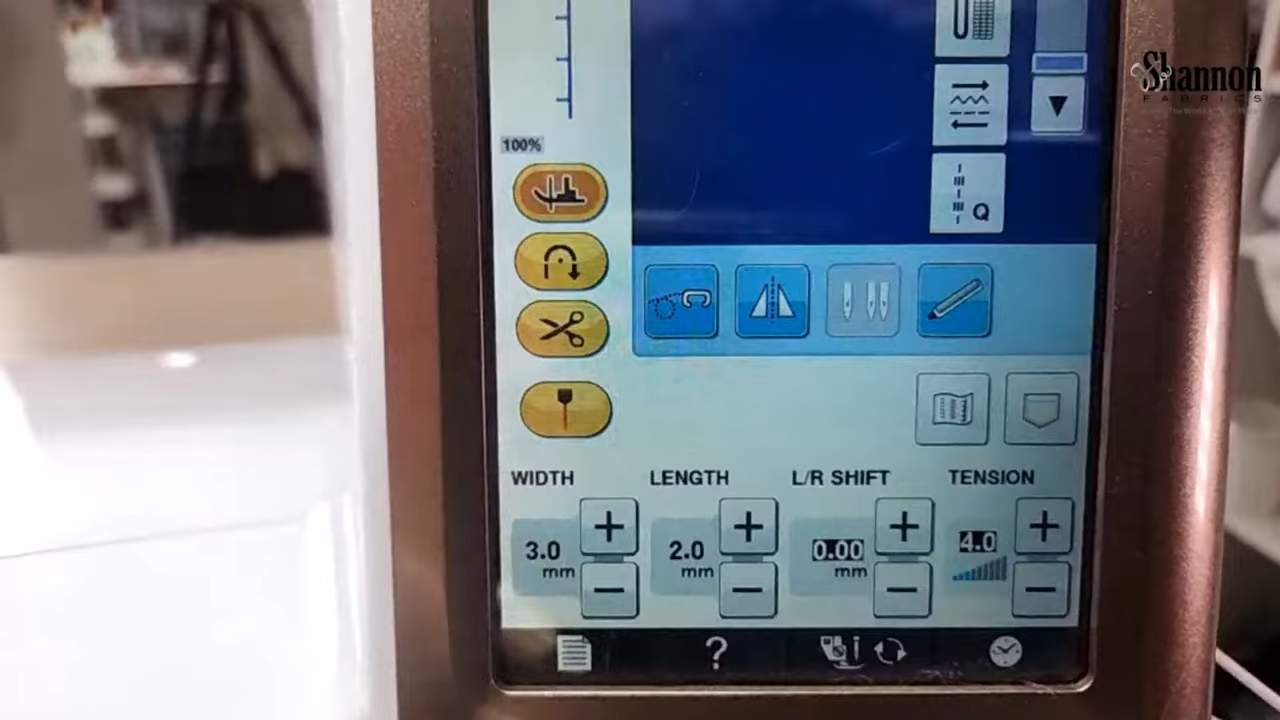 Shannon
FABRICS
100%
Q
WIDTH LENGTH L/R SHIFT TENSION
3.0 mm + − 2.0 mm + − 0.00 mm + − 4.0 + −
?